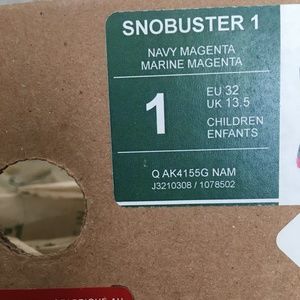 SNOBUSTER 1
NAVY MAGENTA
MARINE MAGENTA
1
EU 32
UK 13.5
CHILDREN
ENFANTS
Q AK4155G NAM
J3210308 / 1078502